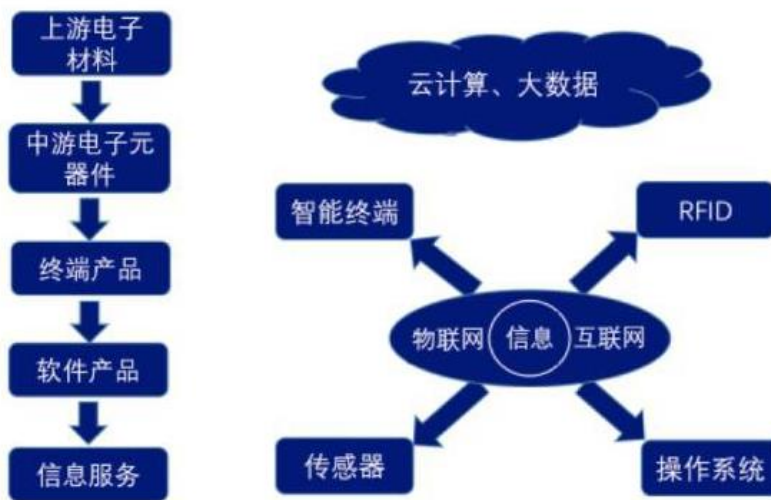 上游电子
材料
中游电子元
器件
终端产品
软件产品
信息服务
云计算、大数据
智能终端
RFID
物联网
信息
互联网
传感器
操作系统